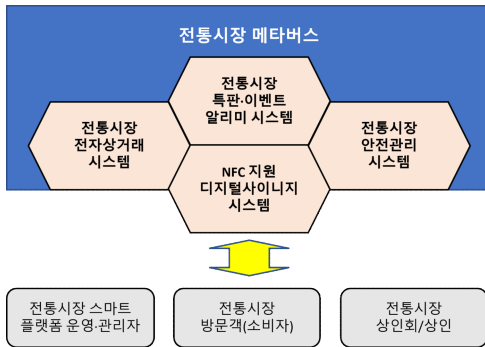 전통시장 메타버스
전통시장
특판·이벤트
알리미 시스템
전통시장
전자상거래
시스템
전통시장
안전관리
시스템
NFC 지원
디지털사이니지
시스템
전통시장 스마트
플랫폼 운영·관리자
전통시장
방문객(소비자)
전통시장
상인회/상인